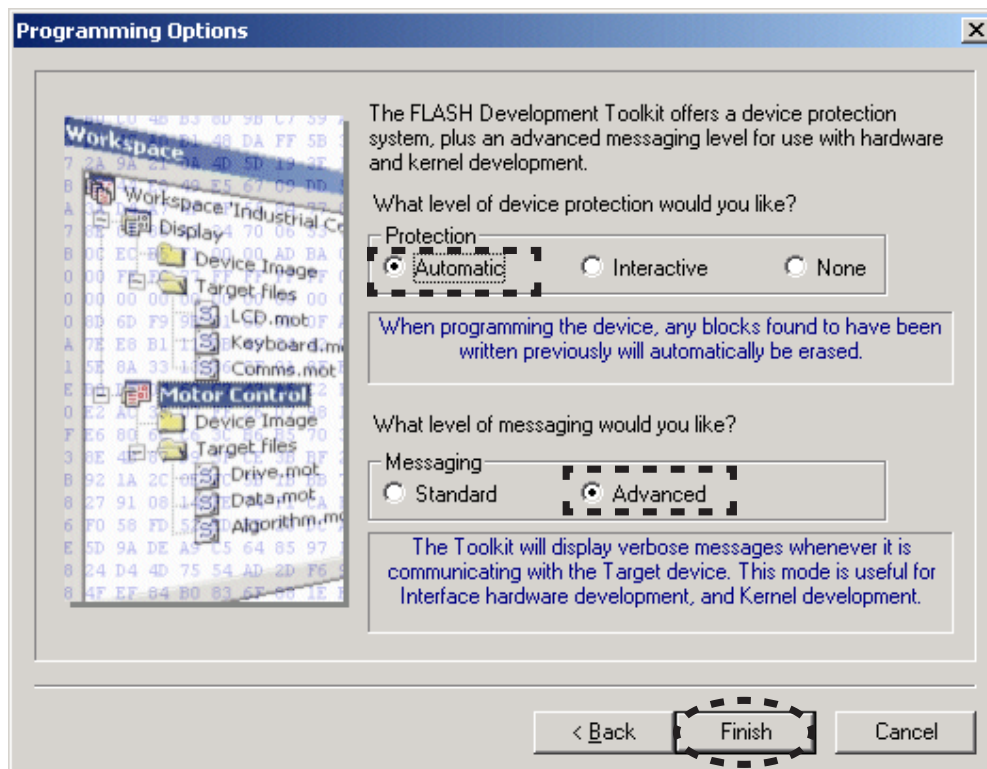 Programming Options
The FLASH Development Toolkit offers a device protection
system, plus an advanced messaging level for use with hardware
and kernel development.
What level of device protection would you like?
Protection
Automatic
Interactive
None
When programming the device, any blocks found to have been
written previously will automatically be erased.
What level of messaging would you like?
Messaging
Standard
Advanced
The Toolkit will display verbose messages whenever it is
communicating with the Target device. This mode is useful for
Interface hardware development, and Kernel development.
Workspace
Workspace 'Industrial
Display
Device Image
Target files
LCD.mot
Keyboard.m
Comms.mot
Motor Control
Device Image
Target files
Drive.mot
Data.mot
Algorithm.m
< Back
Finish
Cancel